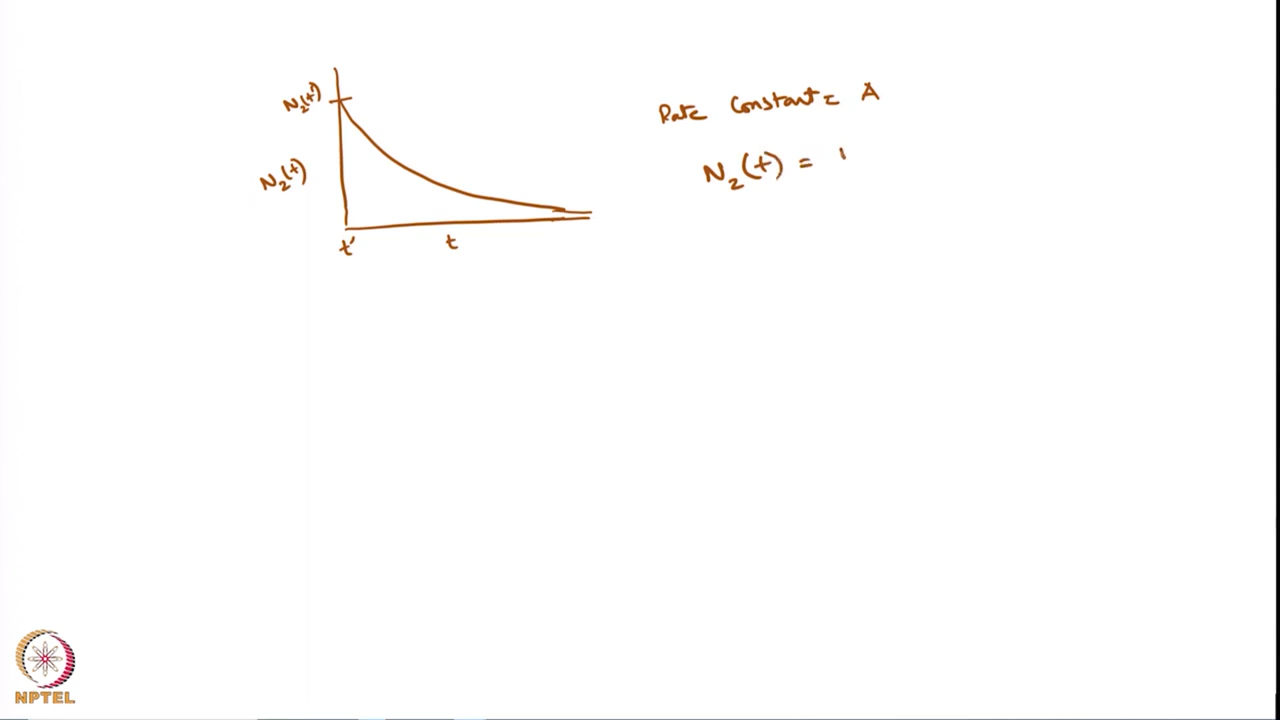 N₂(t')
N₂(t)
t'
t
Rate Constant = A
N₂(t) =
NPTEL